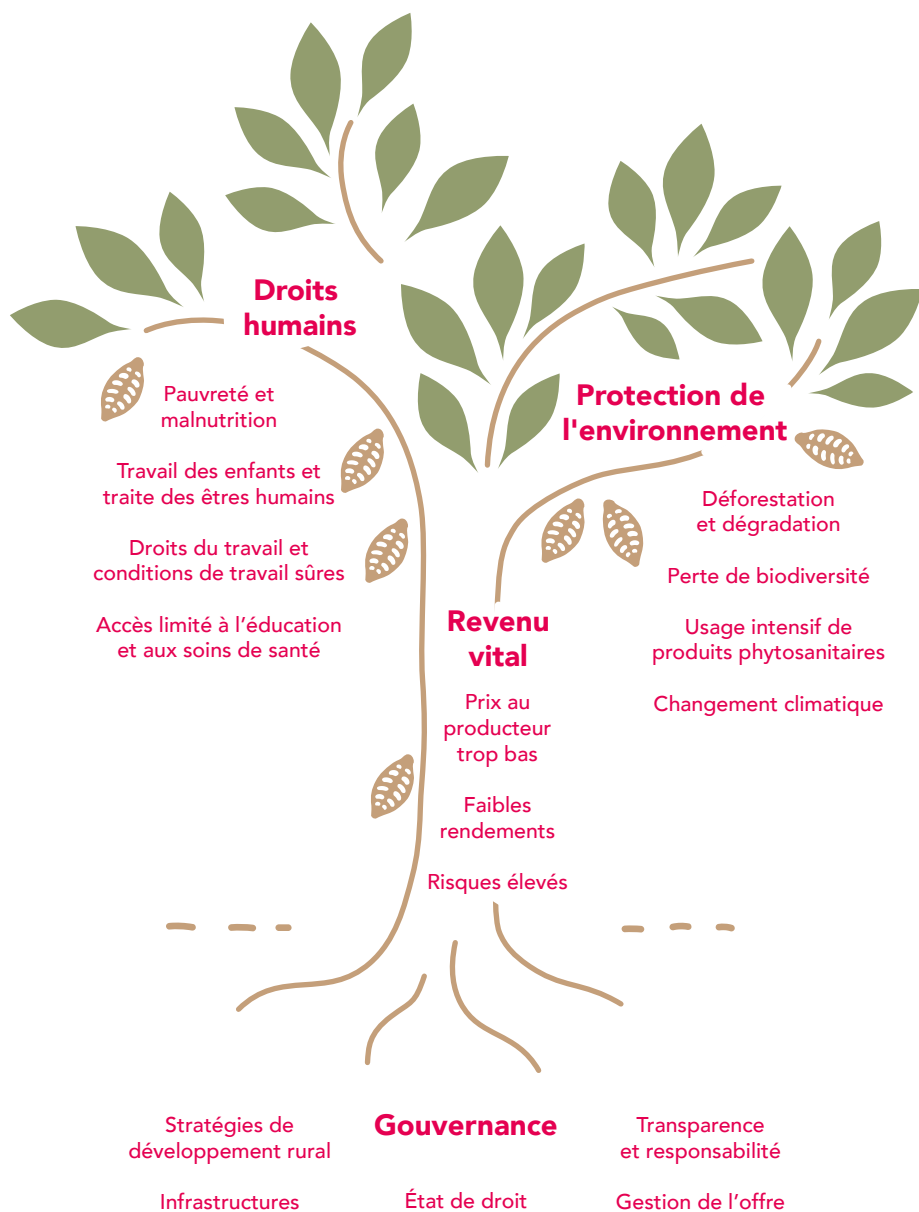 Droits
humains
Pauvreté et
malnutrition
Travail des enfants et
traite des êtres humains
Droits du travail et
conditions de travail sûres
Accès limité à l’éducation
et aux soins de santé
Protection de
l'environnement
Déforestation
et dégradation
Perte de biodiversité
Usage intensif de
produits phytosanitaires
Changement climatique
Revenu
vital
Prix au
producteur
trop bas
Faibles
rendements
Risques élevés
Gouvernance
Stratégies de
développement rural
Infrastructures
État de droit
Transparence
et responsabilité
Gestion de l’offre